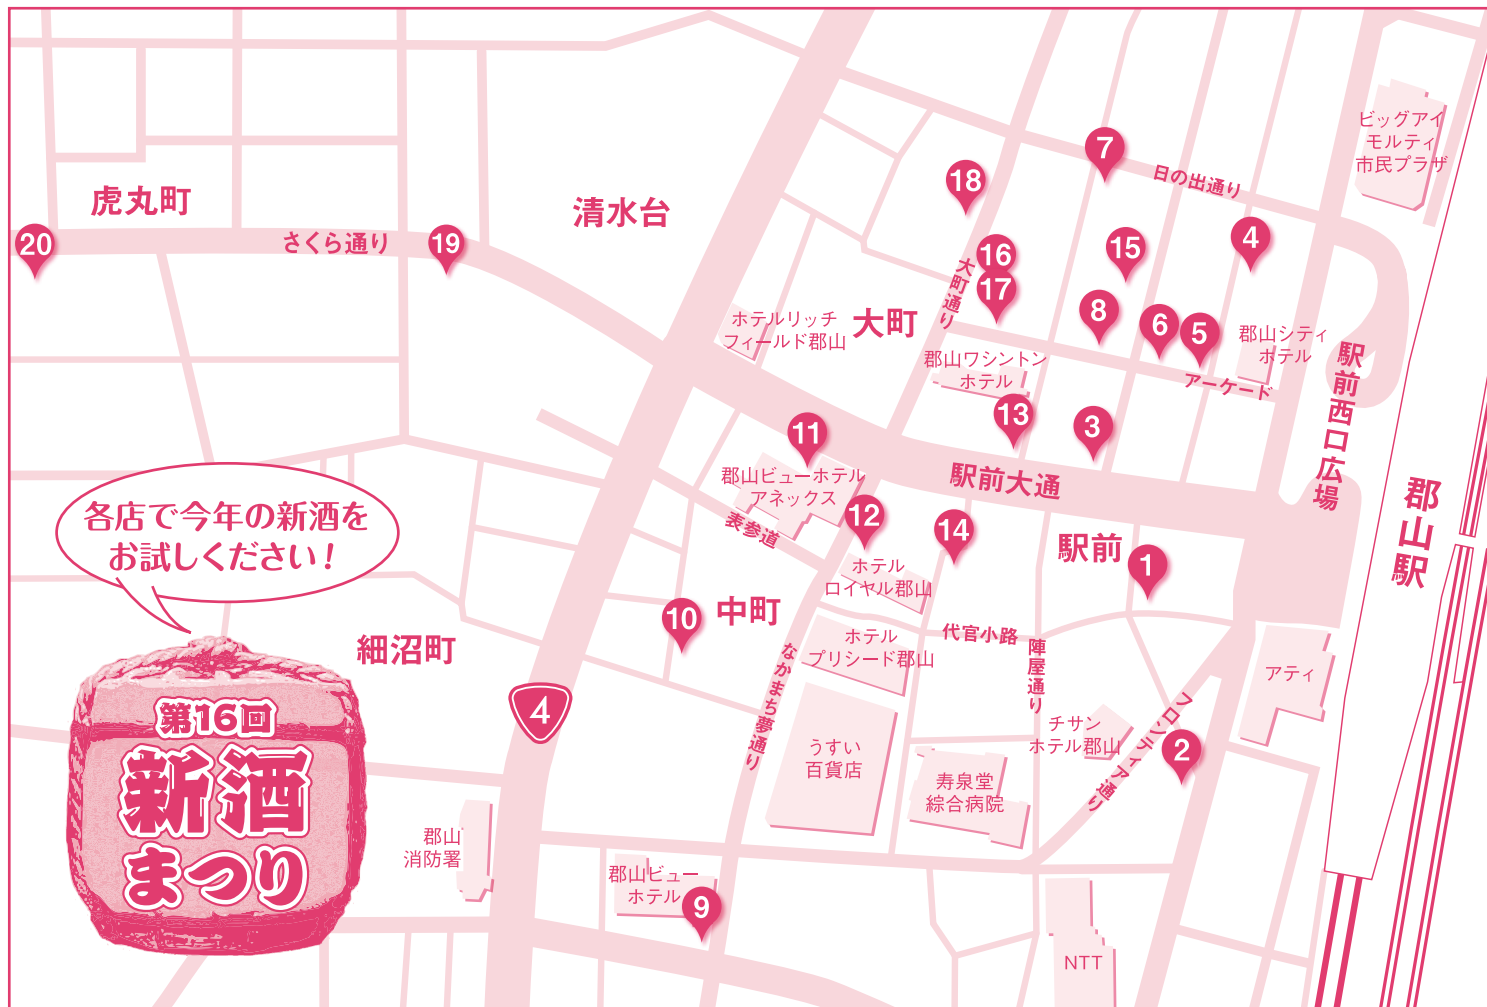 ビッグアイ
モルティ
市民プラザ
7
日の出通り
18
虎丸町
清水台
20
さくら通り
19
4
15
16
大町通り
17
8
6
5
ホテルリッチ
フィールド郡山
大町
郡山シティ
ホテル
駅前西口広場
郡山ワシントン
ホテル
アーケード
13
3
11
郡山ビューホテル
アネックス
駅前大通
郡山駅
各店で今年の新酒を
お試しください!
表参道
12
14
駅前
1
ホテル
ロイヤル郡山
10
中町
代官小路
細沼町
ホテル
プリシード郡山
陣屋通り
なかまち夢通り
アティ
4
フロンティア通り
チサン
ホテル郡山
2
第16回
新酒
まつり
うすい
百貨店
寿泉堂
綜合病院
郡山
消防署
郡山ビュー
ホテル
9
NTT